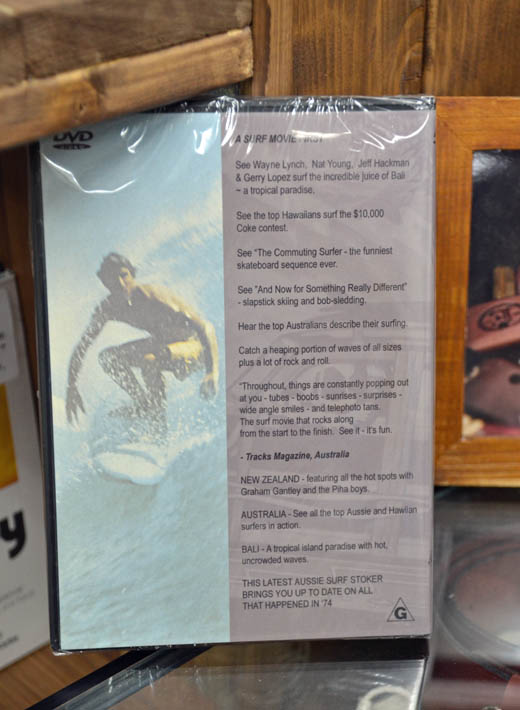 DVD
VIDEO
A SURF MOVIE FIRST
See Wayne Lynch, Nat Young, Jeff Hackman
& Gerry Lopez surf the incredible juice of Bali
~ a tropical paradise.
See the top Hawaiians surf the $10,000
Coke contest.
See "The Commuting Surfer - the funniest
skateboard sequence ever.
See "And Now for Something Really Different"
- slapstick skiing and bob-sledding.
Hear the top Australians describe their surfing.
Catch a heaping portion of waves of all sizes
plus a lot of rock and roll.
"Throughout, things are constantly popping out
at you - tubes - boobs - sunrises - surprises -
wide angle smiles - and telephoto tans.
The surf movie that rocks along
from the start to the finish. See it - it's fun.
- Tracks Magazine, Australia
NEW ZEALAND - featuring all the hot spots with
Graham Gantley and the Piha boys.
AUSTRALIA - See all the top Aussie and Hawiian
surfers in action.
BALI - A tropical island paradise with hot,
uncrowded waves.
THIS LATEST AUSSIE SURF STOKER
BRINGS YOU UP TO DATE ON ALL
THAT HAPPENED IN '74
G
y